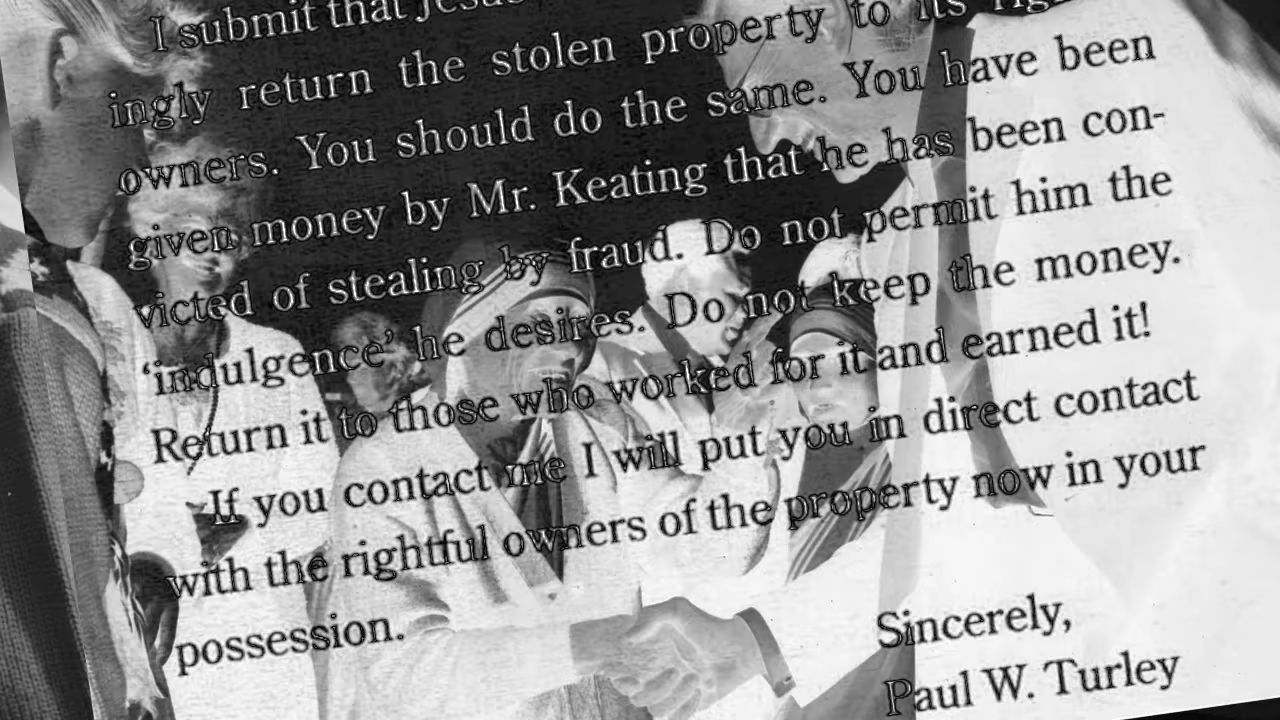 I submit that Jesus
ingly return the stolen property to its
owners. You should do the same. You have been
given money by Mr. Keating that he has been con-
victed of stealing by fraud. Do not permit him the
‘indulgence’ he desires. Do not keep the money.
Return it to those who worked for it and earned it!
If you contact me I will put you in direct contact
with the rightful owners of the property now in your
possession.
Sincerely,
Paul W. Turley